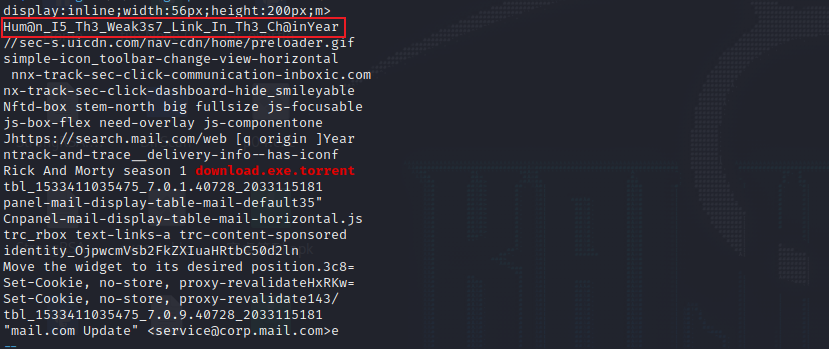 display:inline;width:56px;height:200px;m>
Hum@n_I5_Th3_Weak3s7_Link_In_Th3_Ch@inYear
//sec-s.uicdn.com/nav-cdn/home/preloader.gif
simple-icon_toolbar-change-view-horizontal
 nnx-track-sec-click-communication-inboxic.com
nx-track-sec-click-dashboard-hide_smileyable
Nftd-box stem-north big fullsize js-focusable
js-box-flex need-overlay js-componentone
Jhttps://search.mail.com/web [q origin ]Year
ntrack-and-trace__delivery-info--has-iconf
Rick And Morty season 1 download.exe.torrent
tbl_1533411035475_7.0.1.40728_2033115181
panel-mail-display-table-mail-default35"
Cnpanel-mail-display-table-mail-horizontal.js
trc_rbox text-links-a trc-content-sponsored
identity_OjpwcmVsb2FkZXIuaHRtbC50d2ln
Move the widget to its desired position.3c8=
Set-Cookie, no-store, proxy-revalidateHxRKw=
Set-Cookie, no-store, proxy-revalidate143/
tbl_1533411035475_7.0.9.40728_2033115181
"mail.com Update" <service@corp.mail.com>e
--